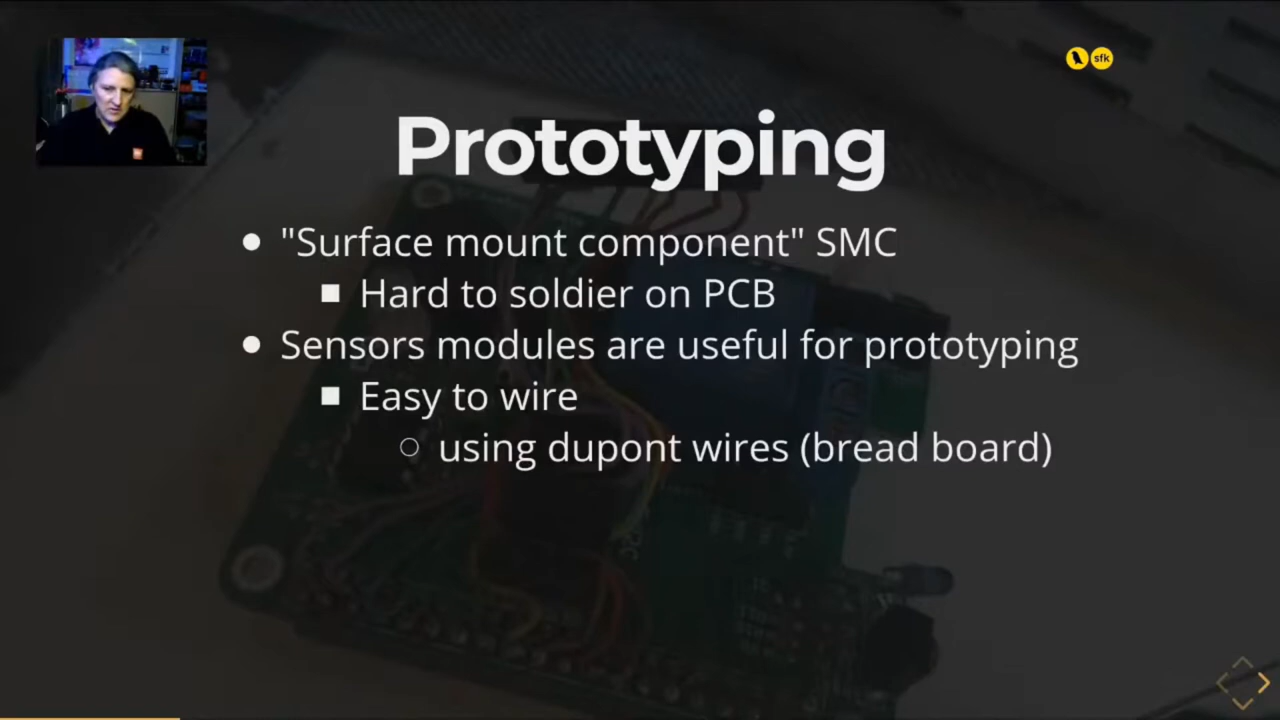 sfk
Prototyping
"Surface mount component" SMC
Hard to soldier on PCB
Sensors modules are useful for prototyping
Easy to wire
using dupont wires (bread board)